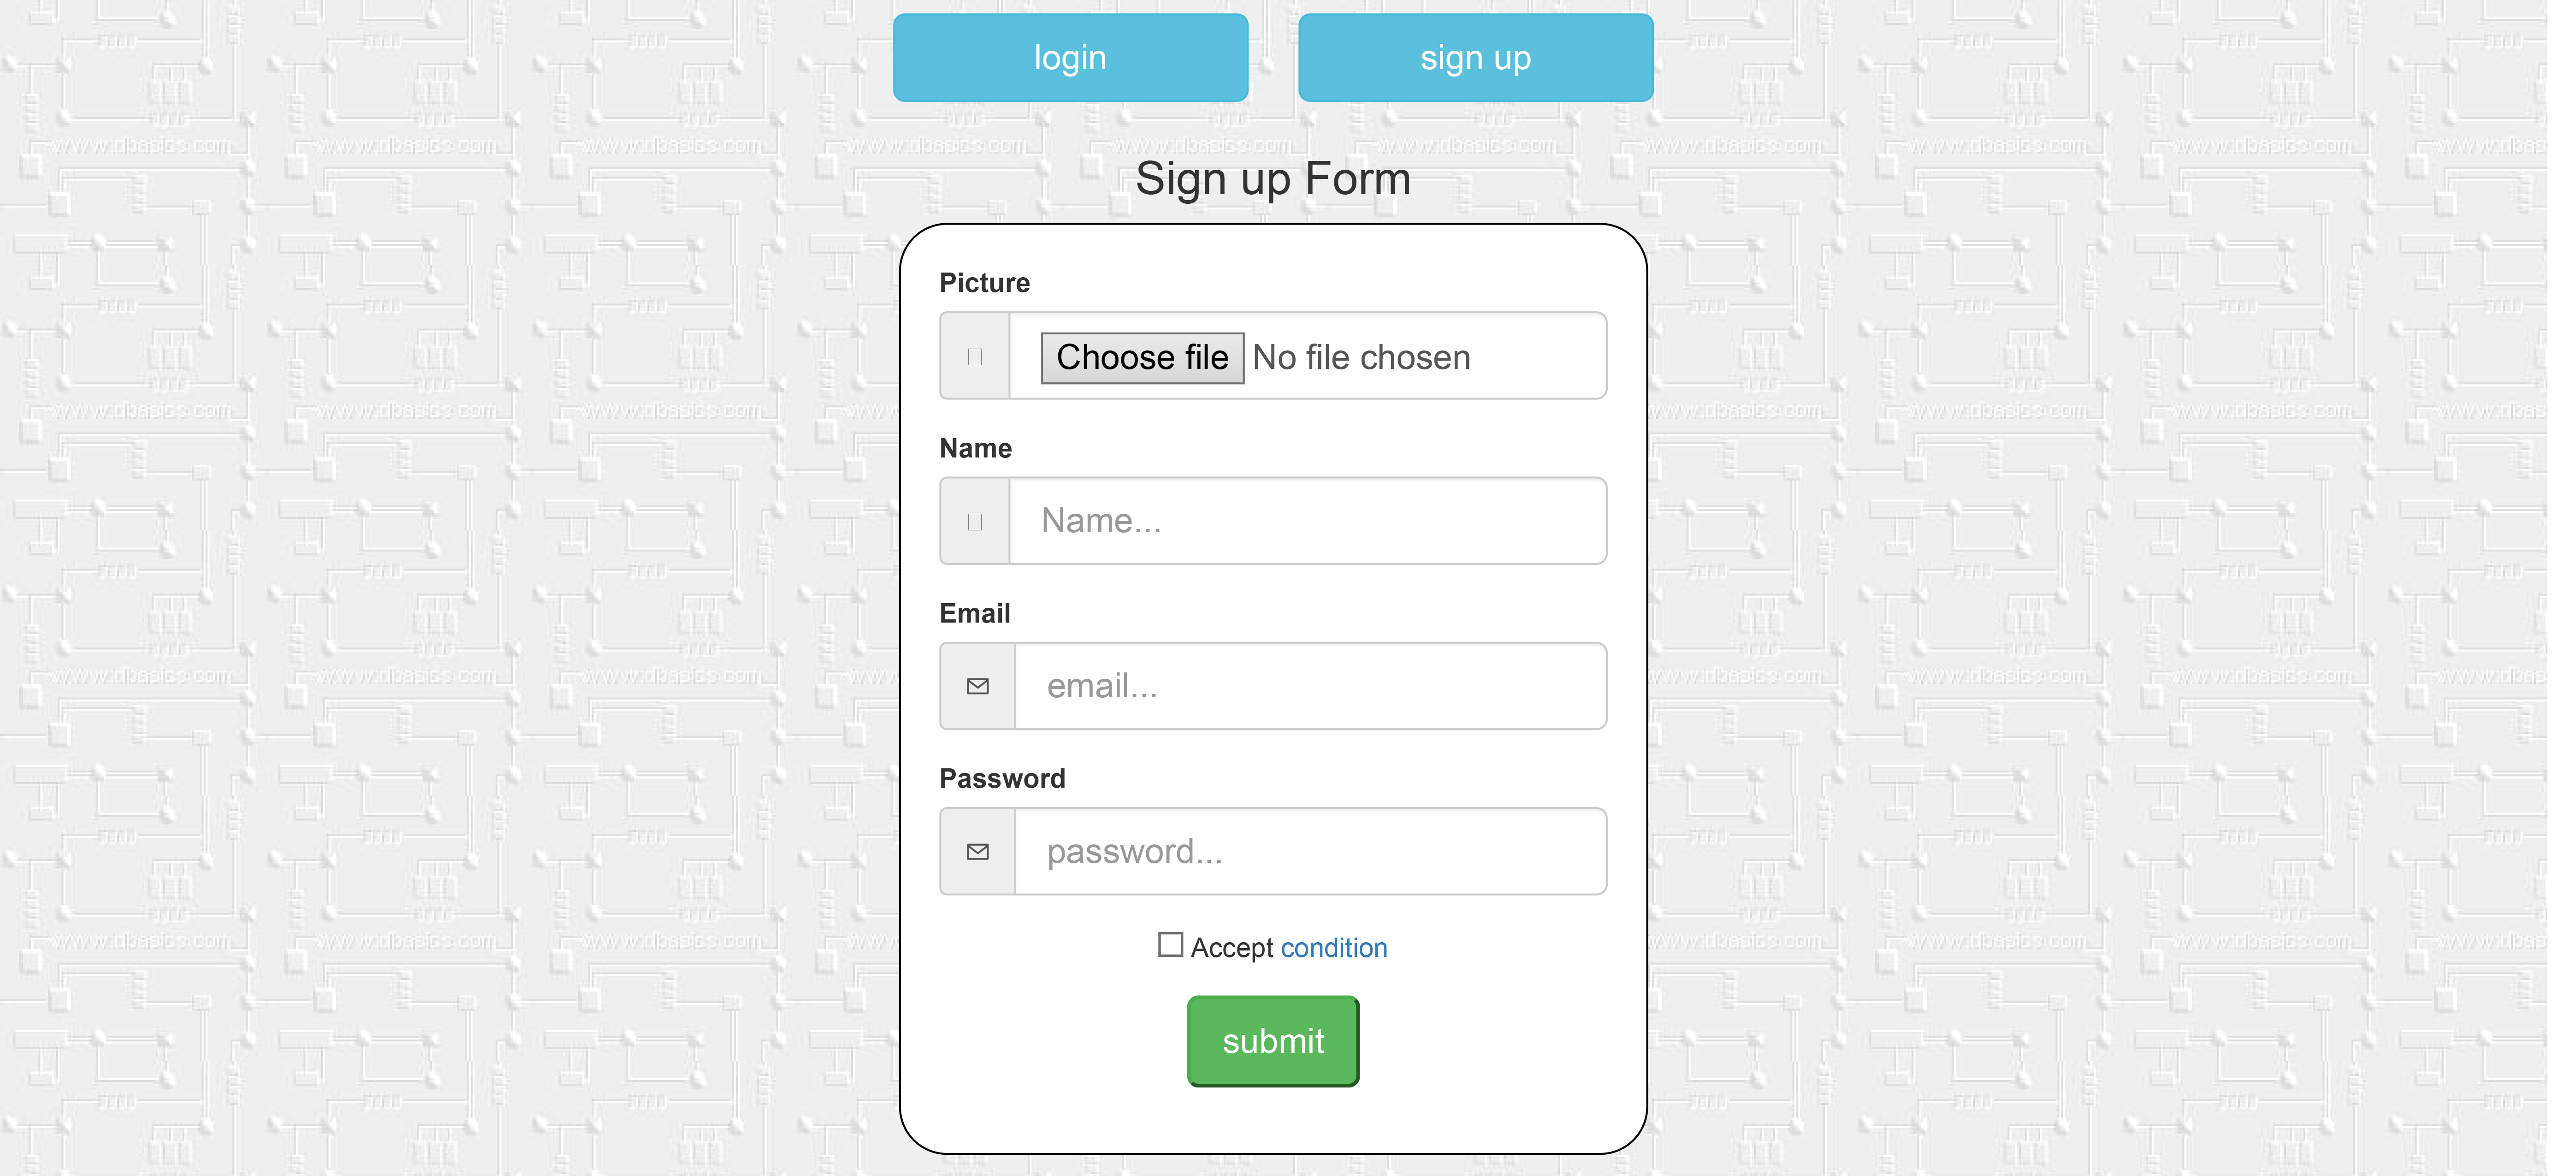 login
sign up
Sign up Form
Picture
Choose file No file chosen
Name
Name...
Email
email...
Password
password...
Accept condition
submit